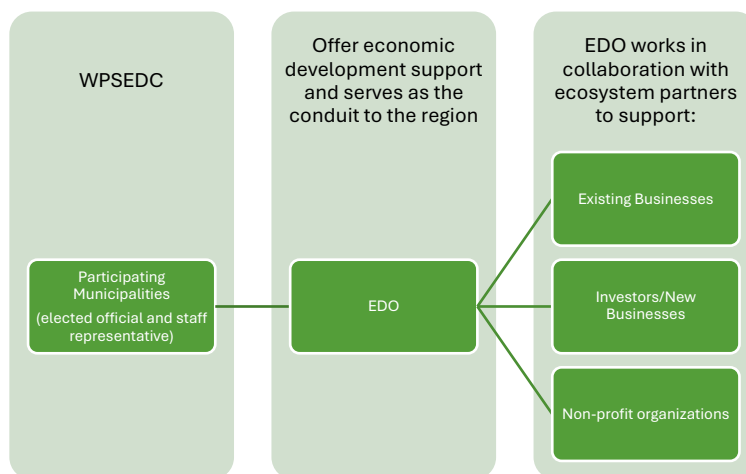 WPSEDC
Participating
Municipalities
(elected official and staff
representative)
Offer economic
development support
and serves as the
conduit to the region
EDO
EDO works in
collaboration with
ecosystem partners
to support:
Existing Businesses
Investors/New
Businesses
Non-profit organizations